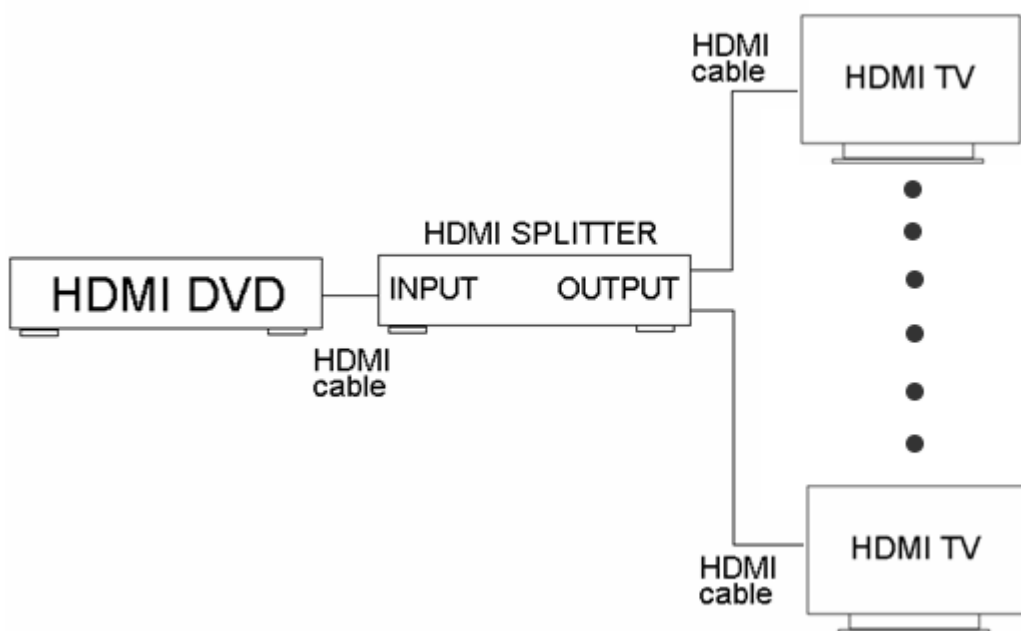 HDMI
cable
HDMI TV
HDMI SPLITTER
HDMI DVD
INPUT OUTPUT
HDMI
cable
HDMI TV
HDMI
cable